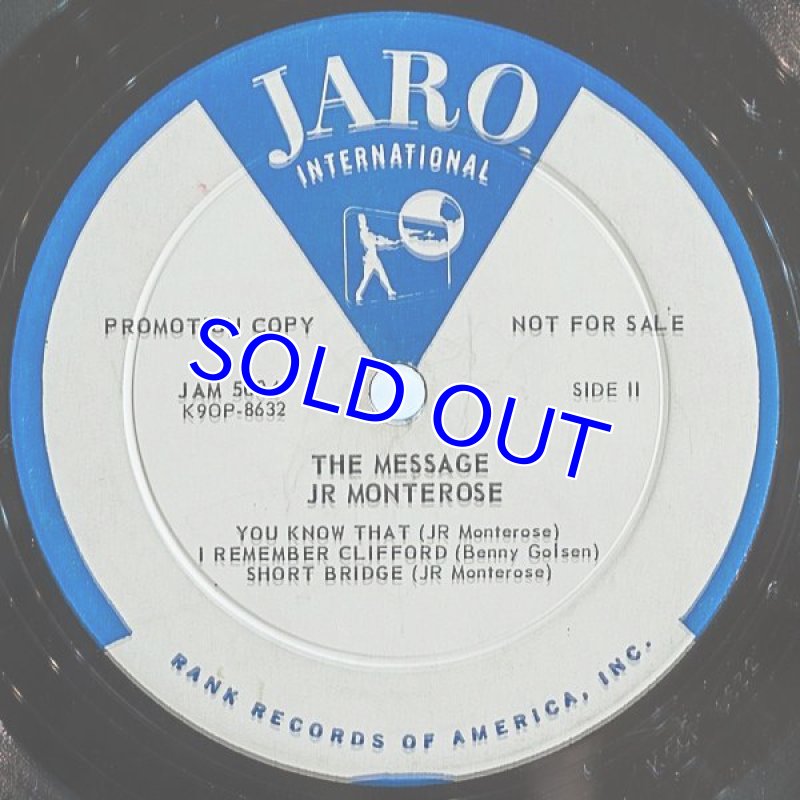 JARO
INTERNATIONAL
PROMOTION COPY
NOT FOR SALE
SOLD OUT
JAM
SIDE II
K9OP-8632
THE MESSAGE
JR MONTEROSE
YOU KNOW THAT (JR Monterose)
I REMEMBER CLIFFORD (Benny Golsen)
SHORT BRIDGE (JR Monterose)
RANK RECORDS OF AMERICA, INC.